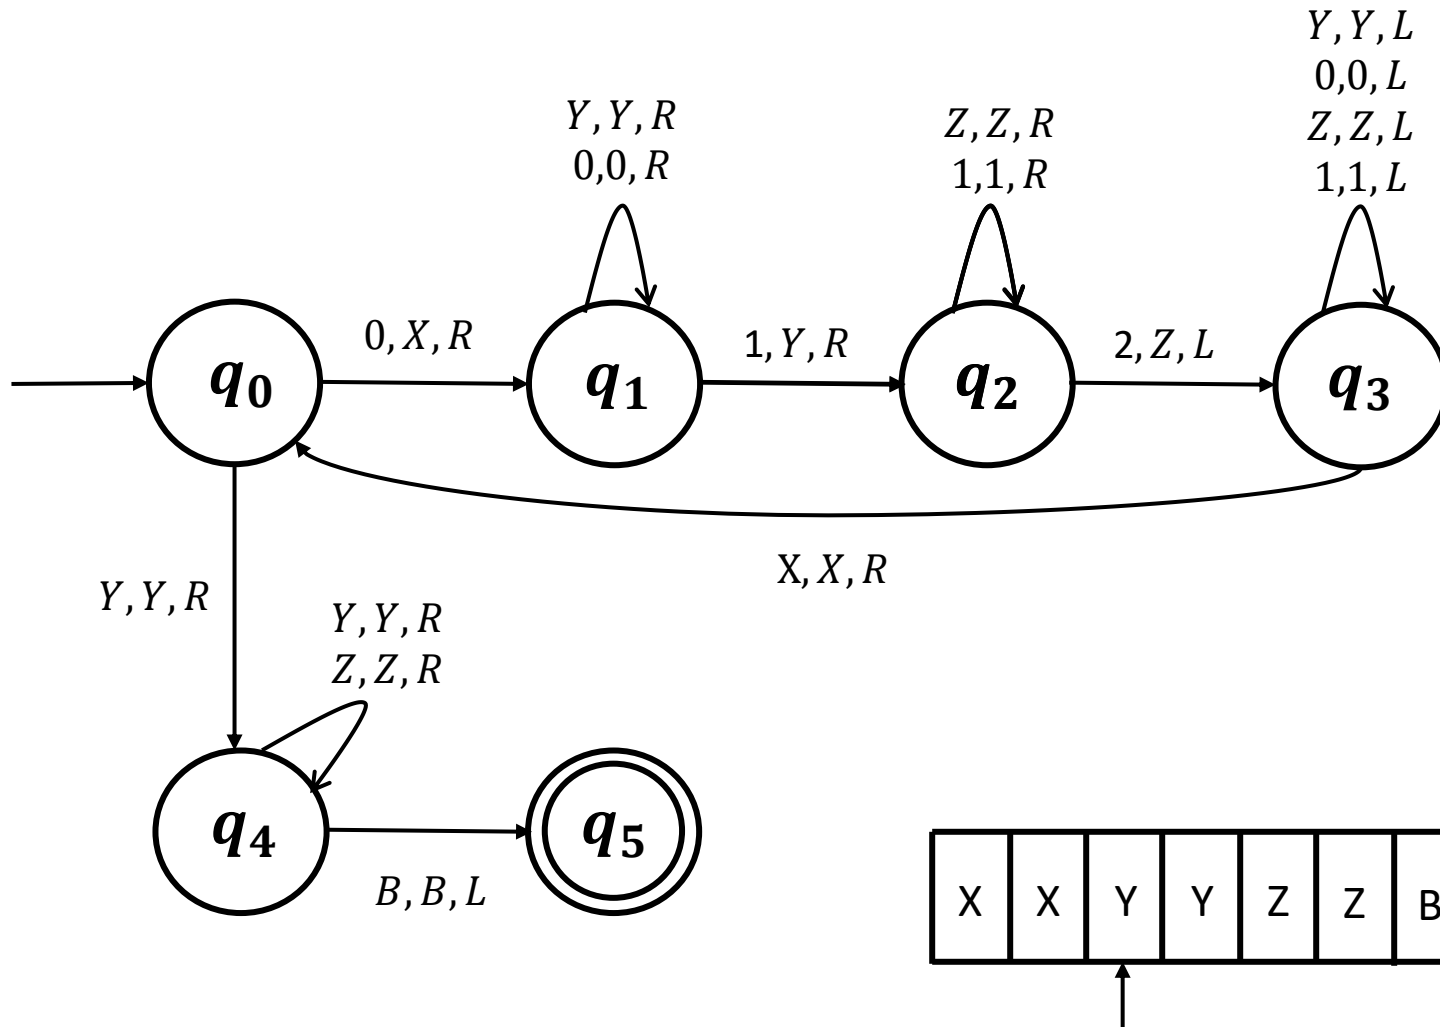 Y, Y, L
0,0, L
Z, Z, L
1,1, L
Y, Y, R
0,0, R
Z, Z, R
1,1, R
0, X, R
1, Y, R
2, Z, L
q0
q1
q2
q3
X, X, R
Y, Y, R
Y, Y, R
Z, Z, R
q4
q5
B, B, L
X X Y Y Z Z B